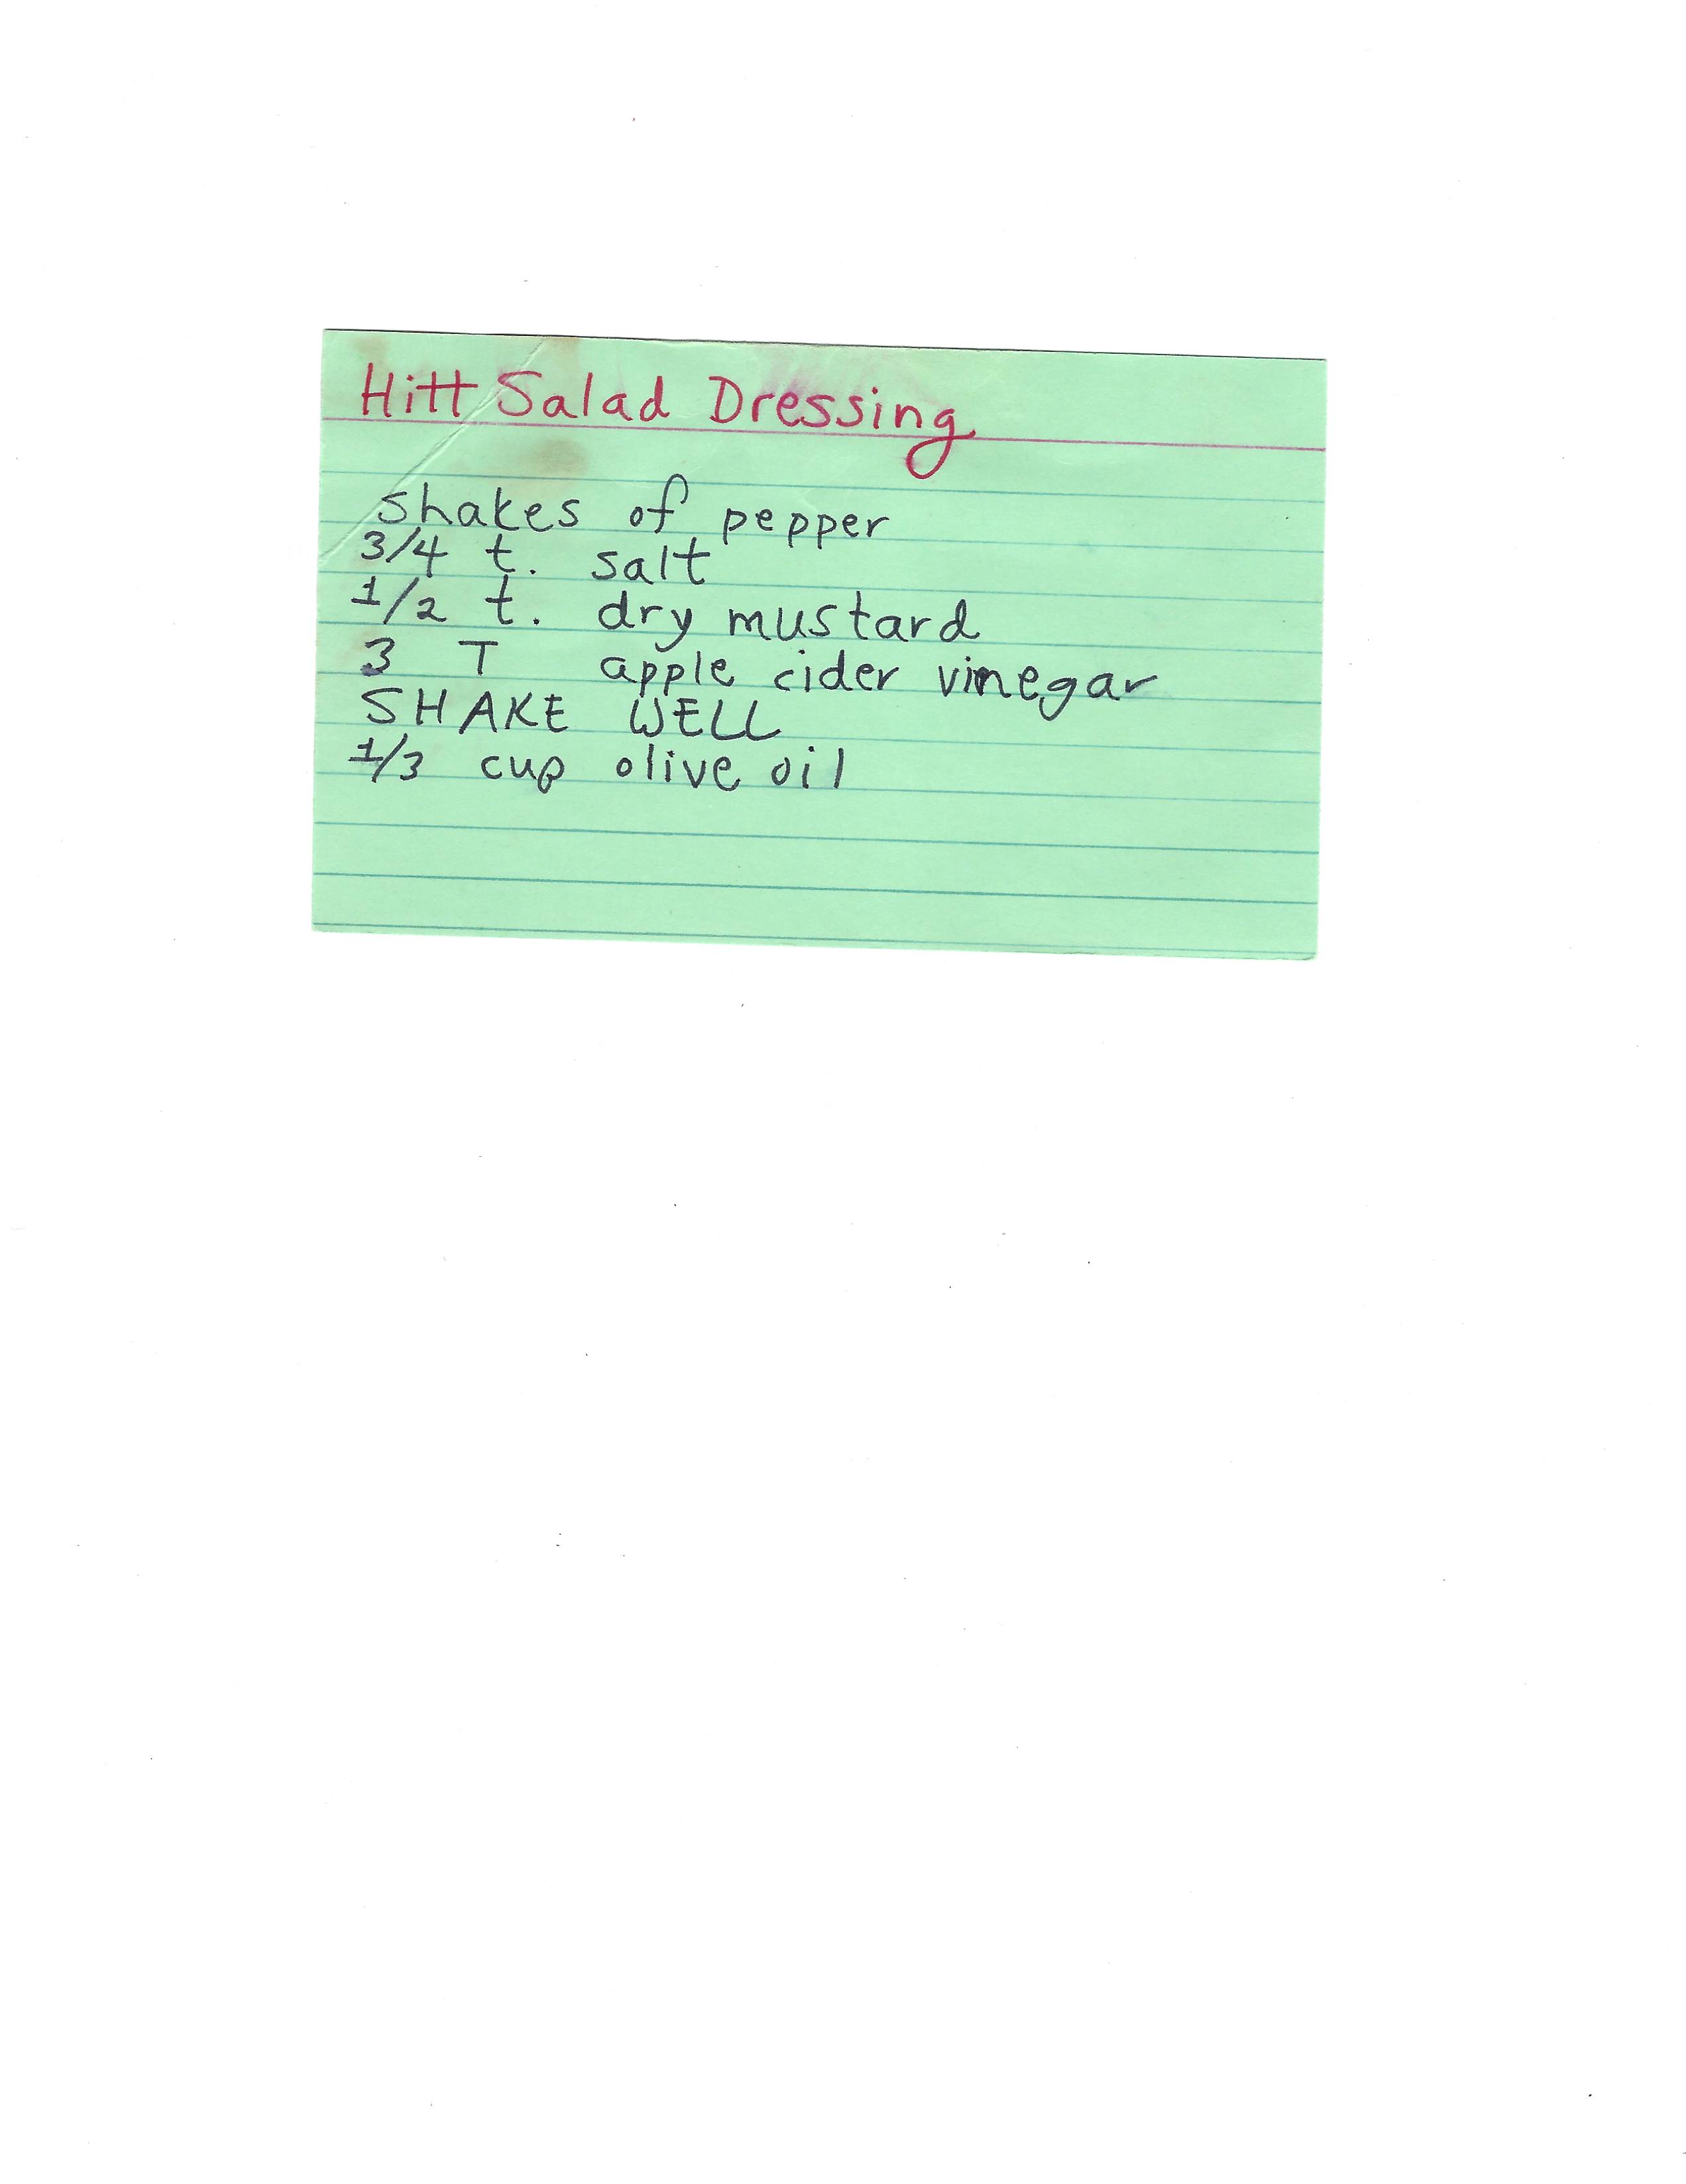 Hitt Salad Dressing
shakes of pepper
3/4 t. salt
1/2 t. dry mustard
3 T apple cider vinegar
SHAKE WELL
1/3 cup olive oil